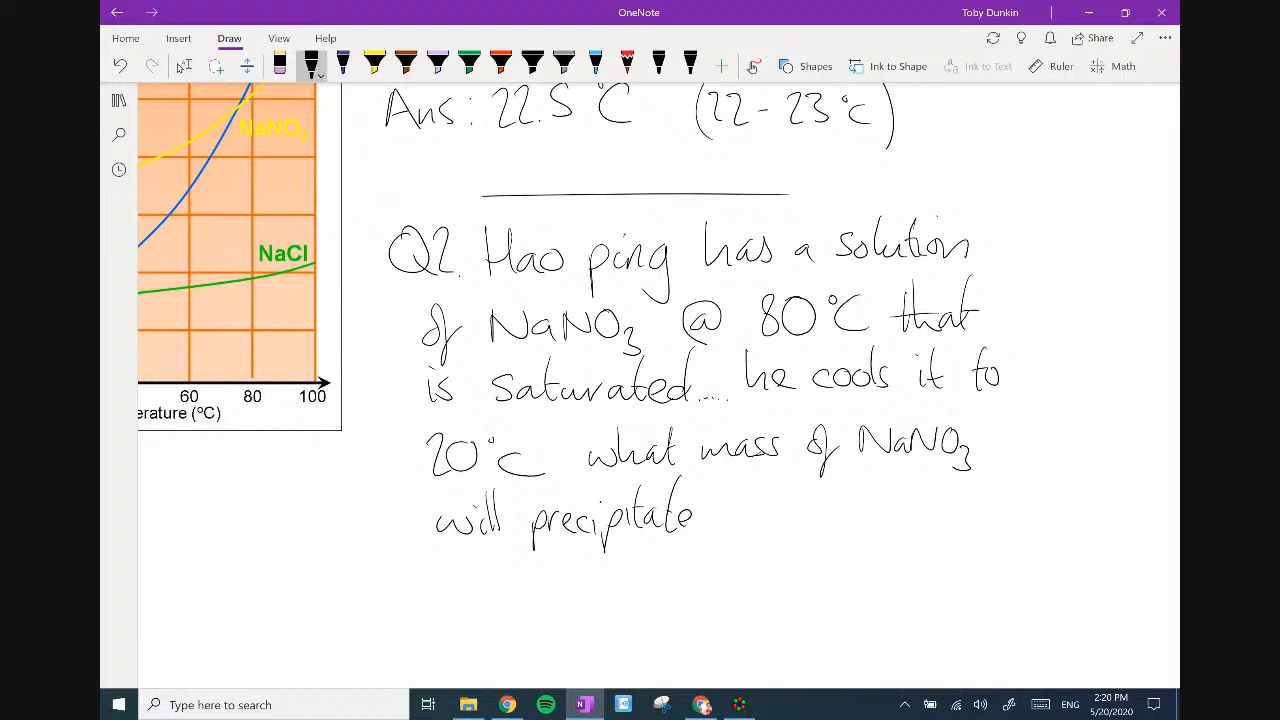 OneNote
Toby Dunkin
Home Insert Draw View Help
Share
Shapes Ink to Shape Ink to Text Ruler Math
Ans: 22.5°C (22-23°c)
NaNO3
NaCl
60 80 100
erature (°C)
Q2. Hao ping has a solution
of NaNO3 @ 80°C that
is saturated.... he cools it to
20°c what mass of NaNO3
will precipitate
Type here to search
ENG
2:20 PM
5/20/2020